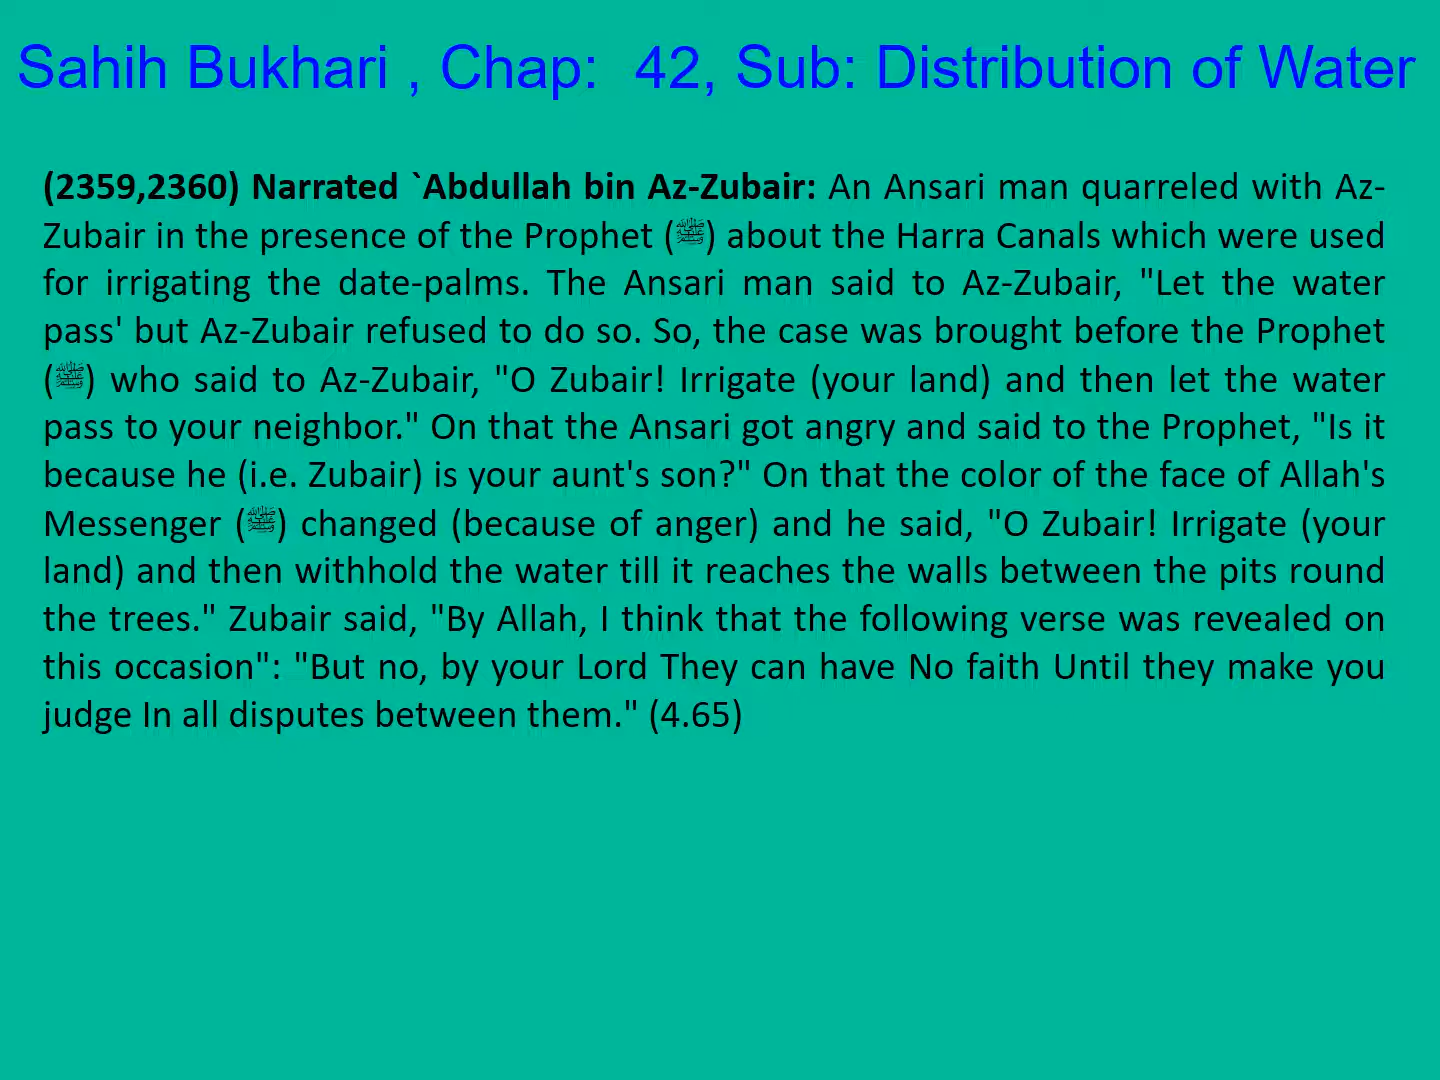 Sahih Bukhari , Chap:  42, Sub: Distribution of Water
(2359,2360) Narrated `Abdullah bin Az-Zubair: An Ansari man quarreled with Az-
Zubair in the presence of the Prophet (ﷺ) about the Harra Canals which were used
for irrigating the date-palms. The Ansari man said to Az-Zubair, "Let the water
pass' but Az-Zubair refused to do so. So, the case was brought before the Prophet
(ﷺ) who said to Az-Zubair, "O Zubair! Irrigate (your land) and then let the water
pass to your neighbor." On that the Ansari got angry and said to the Prophet, "Is it
because he (i.e. Zubair) is your aunt's son?" On that the color of the face of Allah's
Messenger (ﷺ) changed (because of anger) and he said, "O Zubair! Irrigate (your
land) and then withhold the water till it reaches the walls between the pits round
the trees." Zubair said, "By Allah, I think that the following verse was revealed on
this occasion": "But no, by your Lord They can have No faith Until they make you
judge In all disputes between them." (4.65)